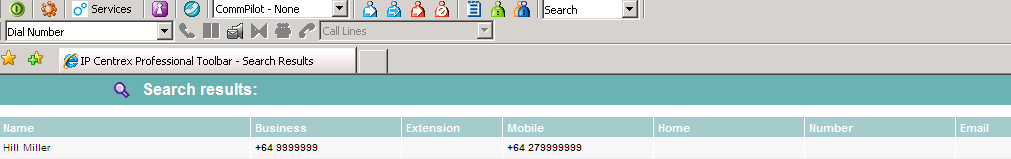 Services CommPilot - None Search
Dial Number Call Lines
IP Centrex Professional Toolbar - Search Results
Search results:
Name Business Extension Mobile Home Number Email
Hill Miller +64 9999999 +64 279999999